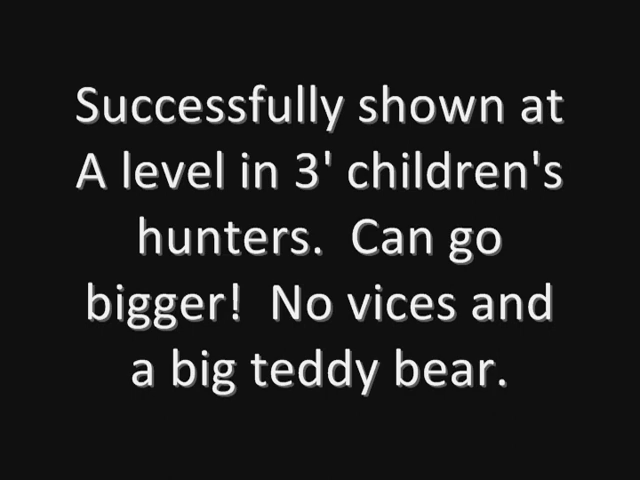 Successfully shown at
A level in 3' children's
hunters.  Can go
bigger!  No vices and
a big teddy bear.